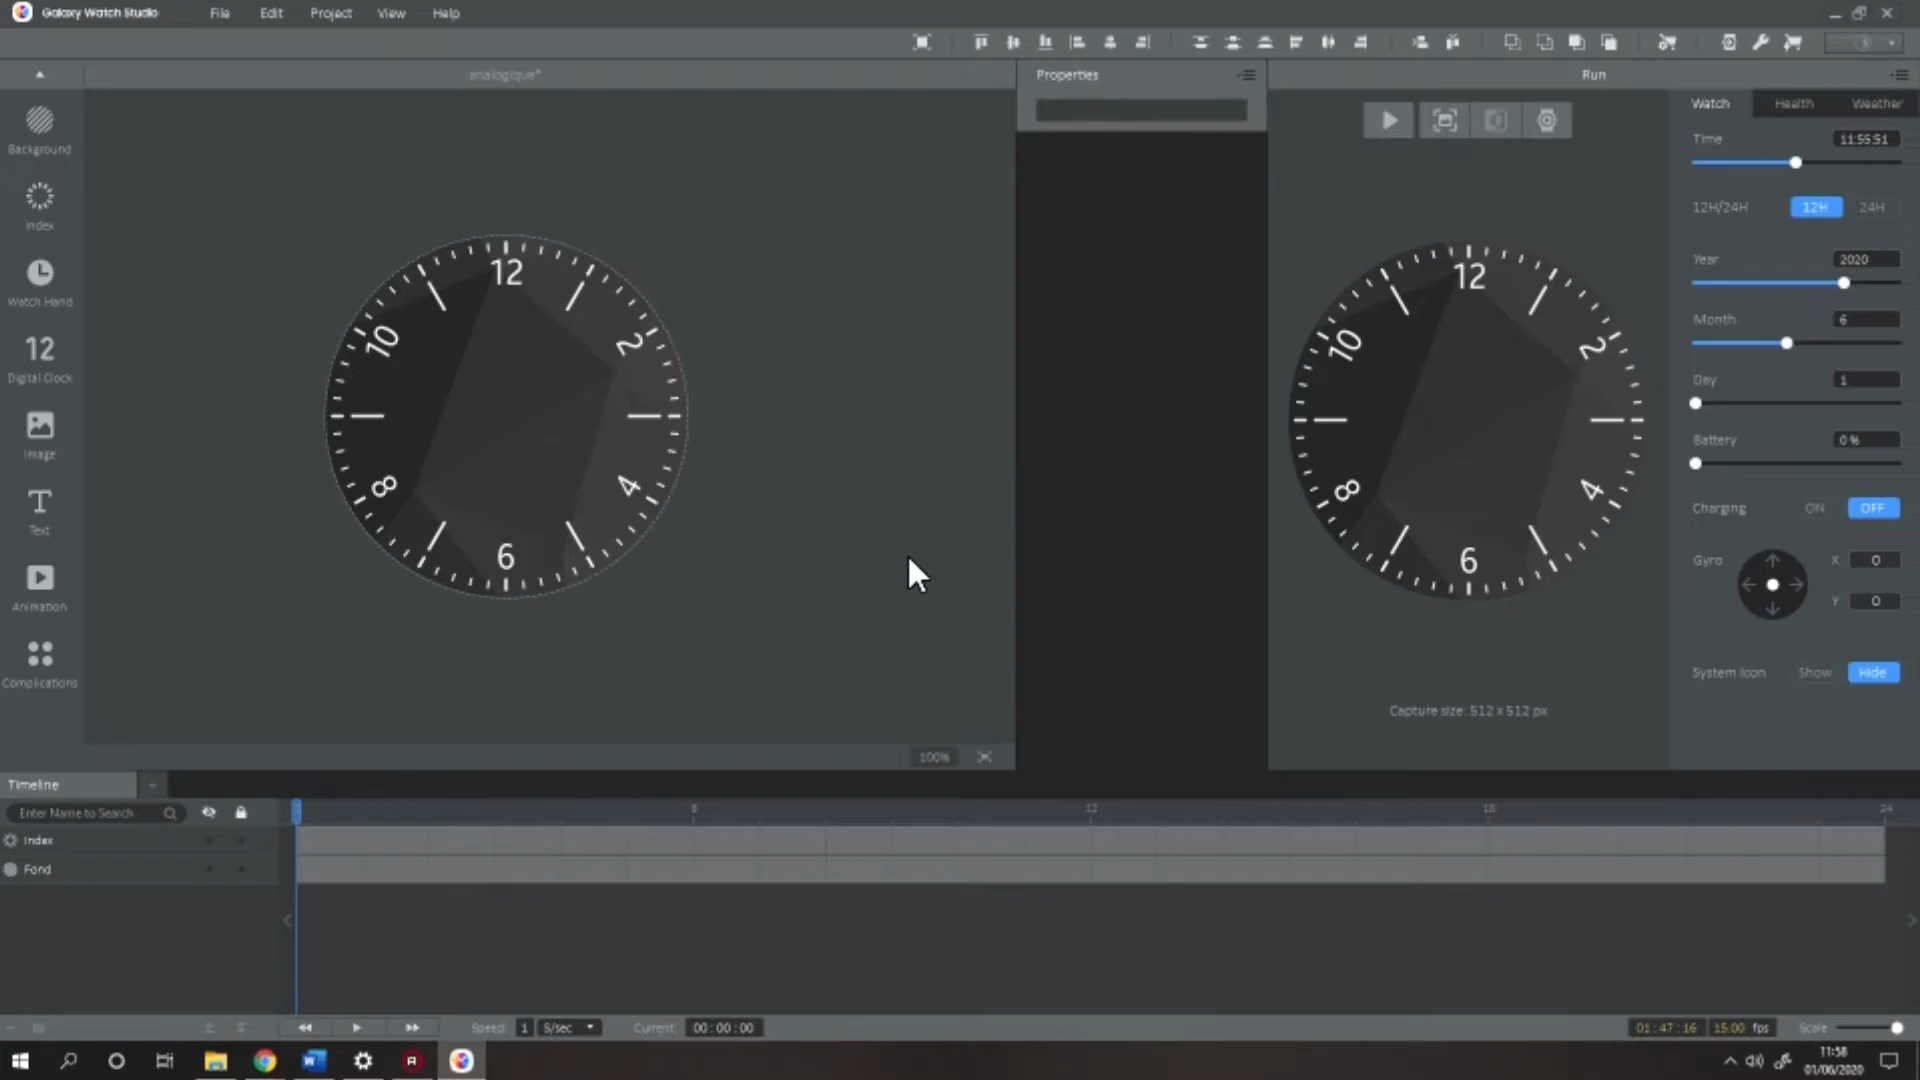 Galaxy Watch Studio File Edit Project View Help
analogique*
Properties
Run
Background
Index
Watch Hand
12
Digital Clock
Image
T
Text
Animation
Complications
12
2
4
6
8
10
100%
12
2
4
6
8
10
Capture size: 512 x 512 px
Watch Health Weather
Time 11:55:51
12H/24H 12H 24H
Year 2020
Month 6
Day 1
Battery 0 %
Charging ON OFF
Gyro X 0
Y 0
System Icon Show Hide
Timeline +
Enter Name to Search
6 12 18 24
Index
Fond
Speed 1 S/sec Current 00:00:00 01:47:16 15.00 fps Scale
11:58
01/06/2020